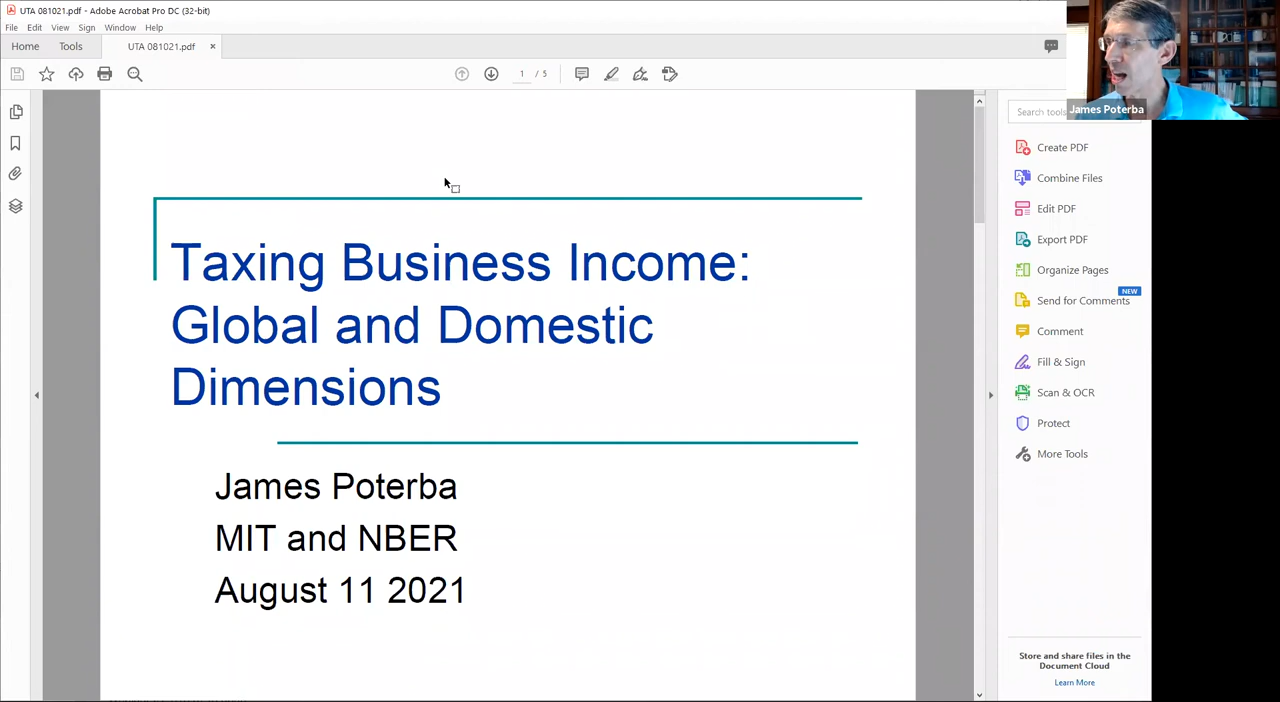 UTA 081021.pdf - Adobe Acrobat Pro DC (32-bit)
File Edit View Sign Window Help
Home Tools UTA 081021.pdf ×
1 / 5
Search tools
James Poterba
Create PDF
Combine Files
Edit PDF
Export PDF
Organize Pages
NEW
Send for Comments
Comment
Fill & Sign
Scan & OCR
Protect
More Tools
Taxing Business Income:
Global and Domestic
Dimensions
James Poterba
MIT and NBER
August 11 2021
Store and share files in the
Document Cloud
Learn More